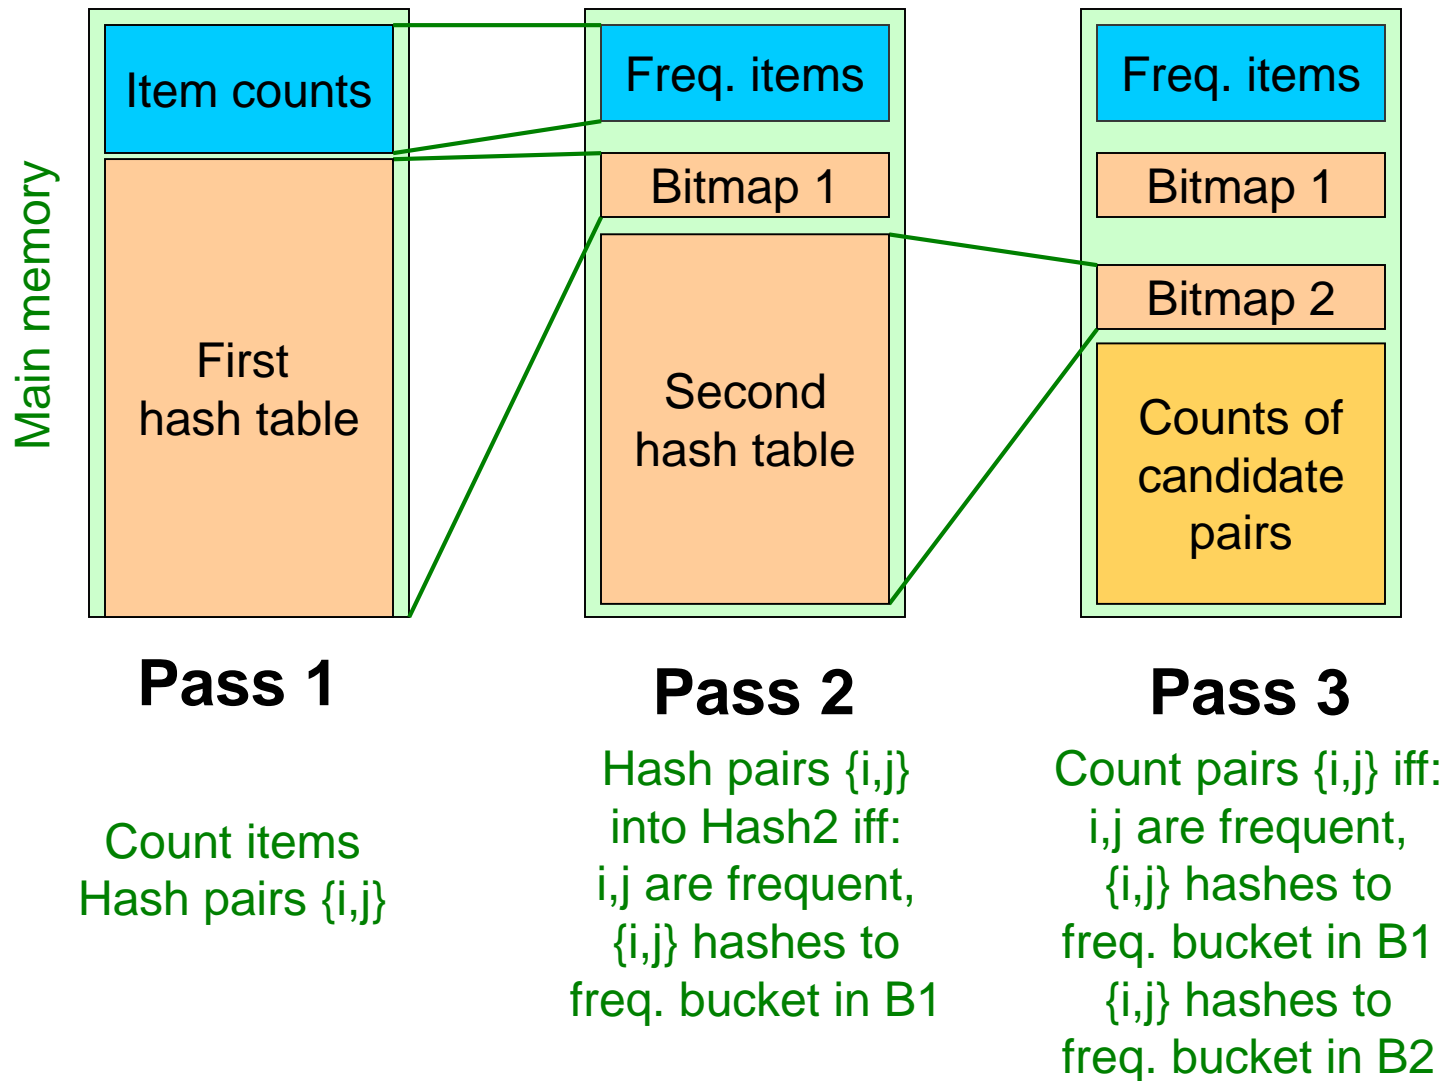 Main memory
Item counts
First
hash table
Pass 1
Count items
Hash pairs {i,j}
Freq. items
Bitmap 1
Second
hash table
Pass 2
Hash pairs {i,j}
into Hash2 iff:
i,j are frequent,
{i,j} hashes to
freq. bucket in B1
Freq. items
Bitmap 1
Bitmap 2
Counts of
candidate
pairs
Pass 3
Count pairs {i,j} iff:
i,j are frequent,
{i,j} hashes to
freq. bucket in B1
{i,j} hashes to
freq. bucket in B2